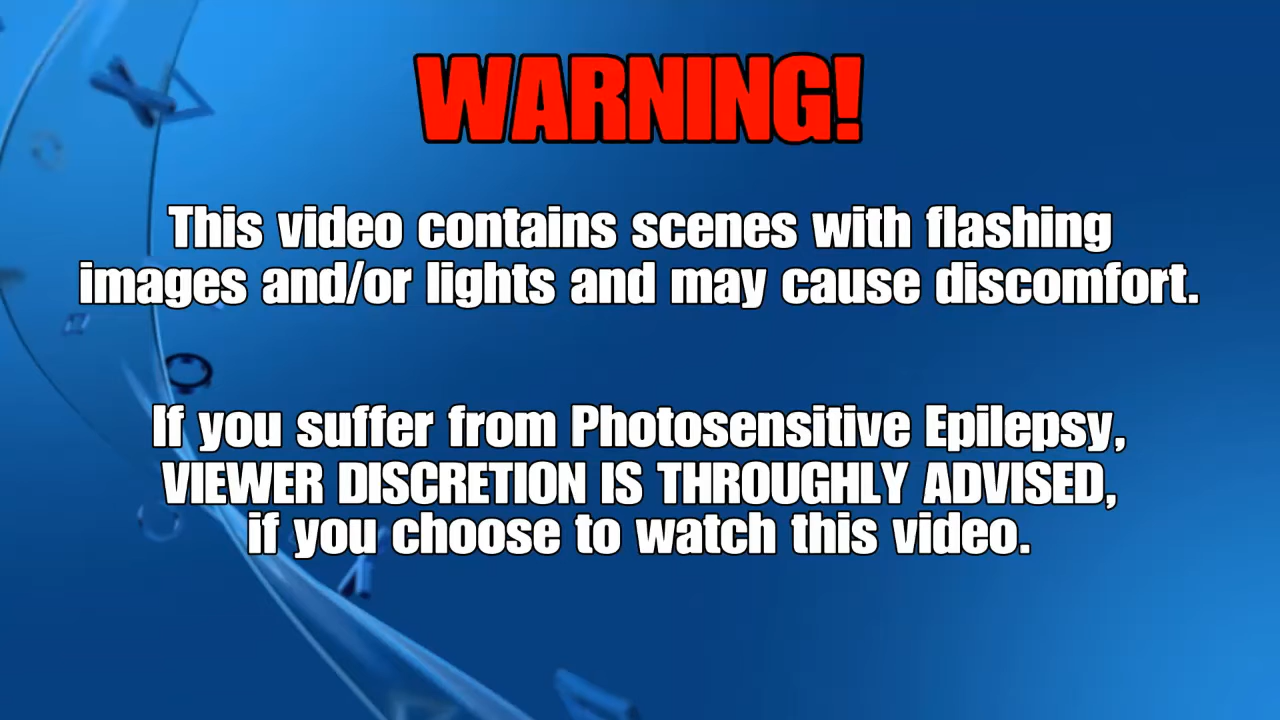 WARNING!
This video contains scenes with flashing
images and/or lights and may cause discomfort.
If you suffer from Photosensitive Epilepsy,
VIEWER DISCRETION IS THROUGHLY ADVISED,
if you choose to watch this video.